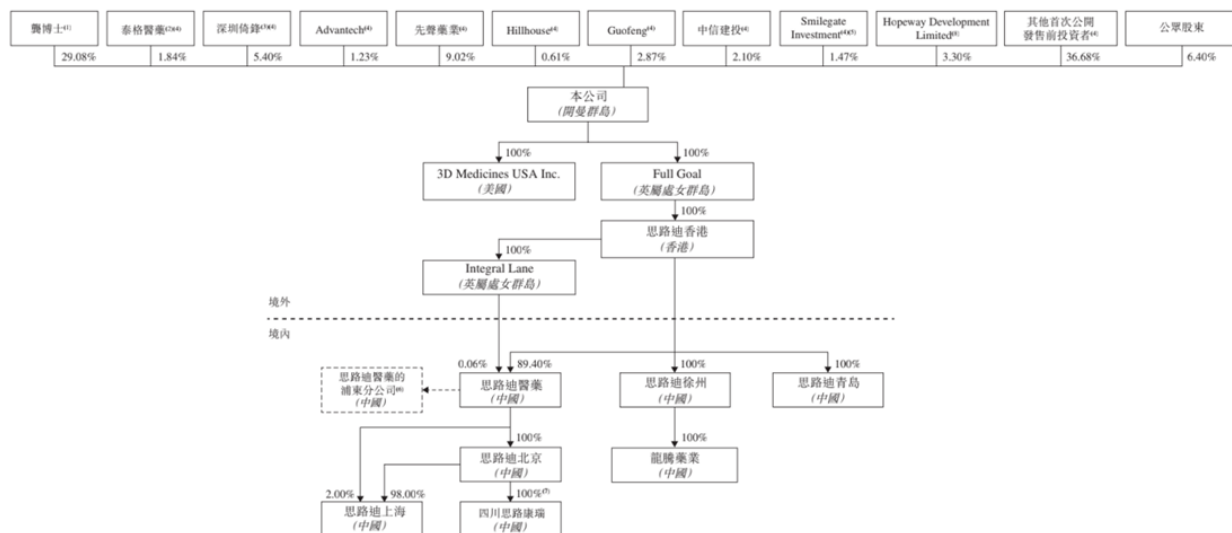 龔博士⁽¹⁾
泰格醫藥⁽²⁾⁽⁴⁾
深圳倚鋒⁽³⁾⁽⁴⁾
Advantech⁽⁴⁾
先聲藥業⁽⁴⁾
Hillhouse⁽⁴⁾
Guofeng⁽⁴⁾
中信建投⁽⁴⁾
Smilegate
Investment⁽⁴⁾⁽⁵⁾
Hopeway Development
Limited⁽⁸⁾
其他首次公開
發售前投資者⁽⁴⁾
公眾股東
29.08%
1.84%
5.40%
1.23%
9.02%
0.61%
2.87%
2.10%
1.47%
3.30%
36.68%
6.40%
本公司
(開曼群島)
100%
100%
3D Medicines USA Inc.
(美國)
Full Goal
(英屬處女群島)
100%
思路迪香港
(香港)
100%
Integral Lane
(英屬處女群島)
境外
境內
0.06%
89.40%
100%
100%
思路迪醫藥的
浦東分公司⁽⁶⁾
(中國)
思路迪醫藥
(中國)
思路迪徐州
(中國)
思路迪青島
(中國)
100%
100%
思路迪北京
(中國)
龍騰藥業
(中國)
2.00%
98.00%
100%⁽⁷⁾
思路迪上海
(中國)
四川思路康瑞
(中國)